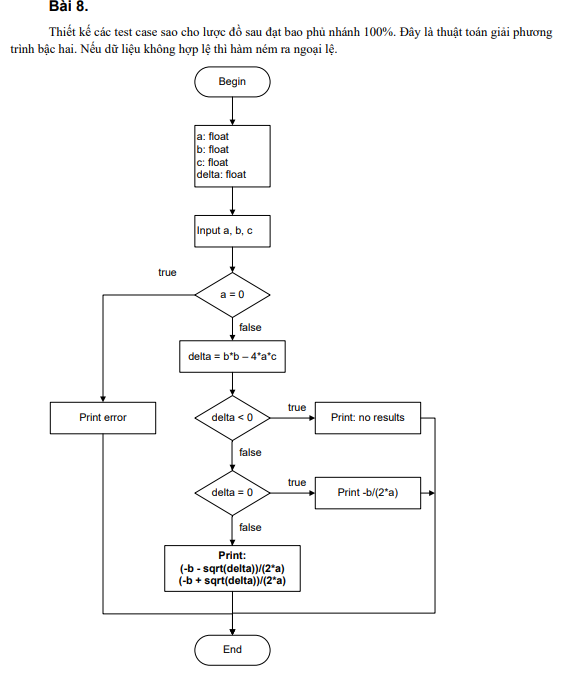 Bài 8.
Thiết kế các test case sao cho lược đồ sau đạt bao phủ nhánh 100%. Đây là thuật toán giải phương
trình bậc hai. Nếu dữ liệu không hợp lệ thì hàm ném ra ngoại lệ.
Begin
a: float
b: float
c: float
delta: float
Input a, b, c
true
a = 0
false
delta = b*b – 4*a*c
Print error
delta < 0
true
Print: no results
false
delta = 0
true
Print -b/(2*a)
false
Print:
(-b - sqrt(delta))/(2*a)
(-b + sqrt(delta))/(2*a)
End